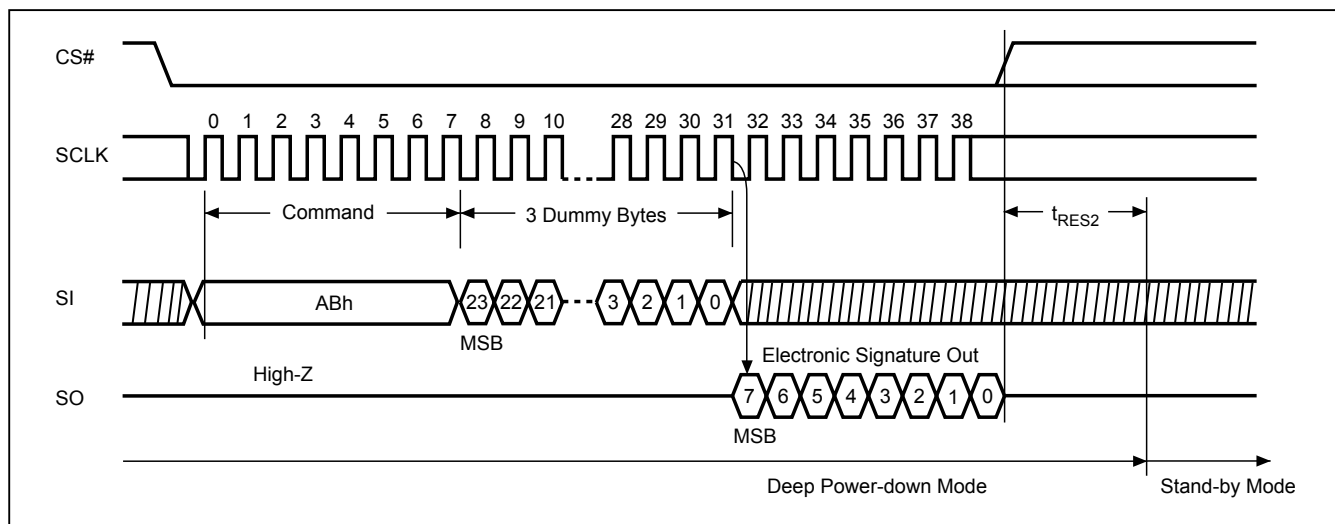 CS#
0 1 2 3 4 5 6 7 8 9 10 28 29 30 31 32 33 34 35 36 37 38
SCLK
Command 3 Dummy Bytes tRES2
SI ABh 23 22 21 3 2 1 0
MSB
Electronic Signature Out
High-Z
SO 7 6 5 4 3 2 1 0
MSB
Deep Power-down Mode Stand-by Mode